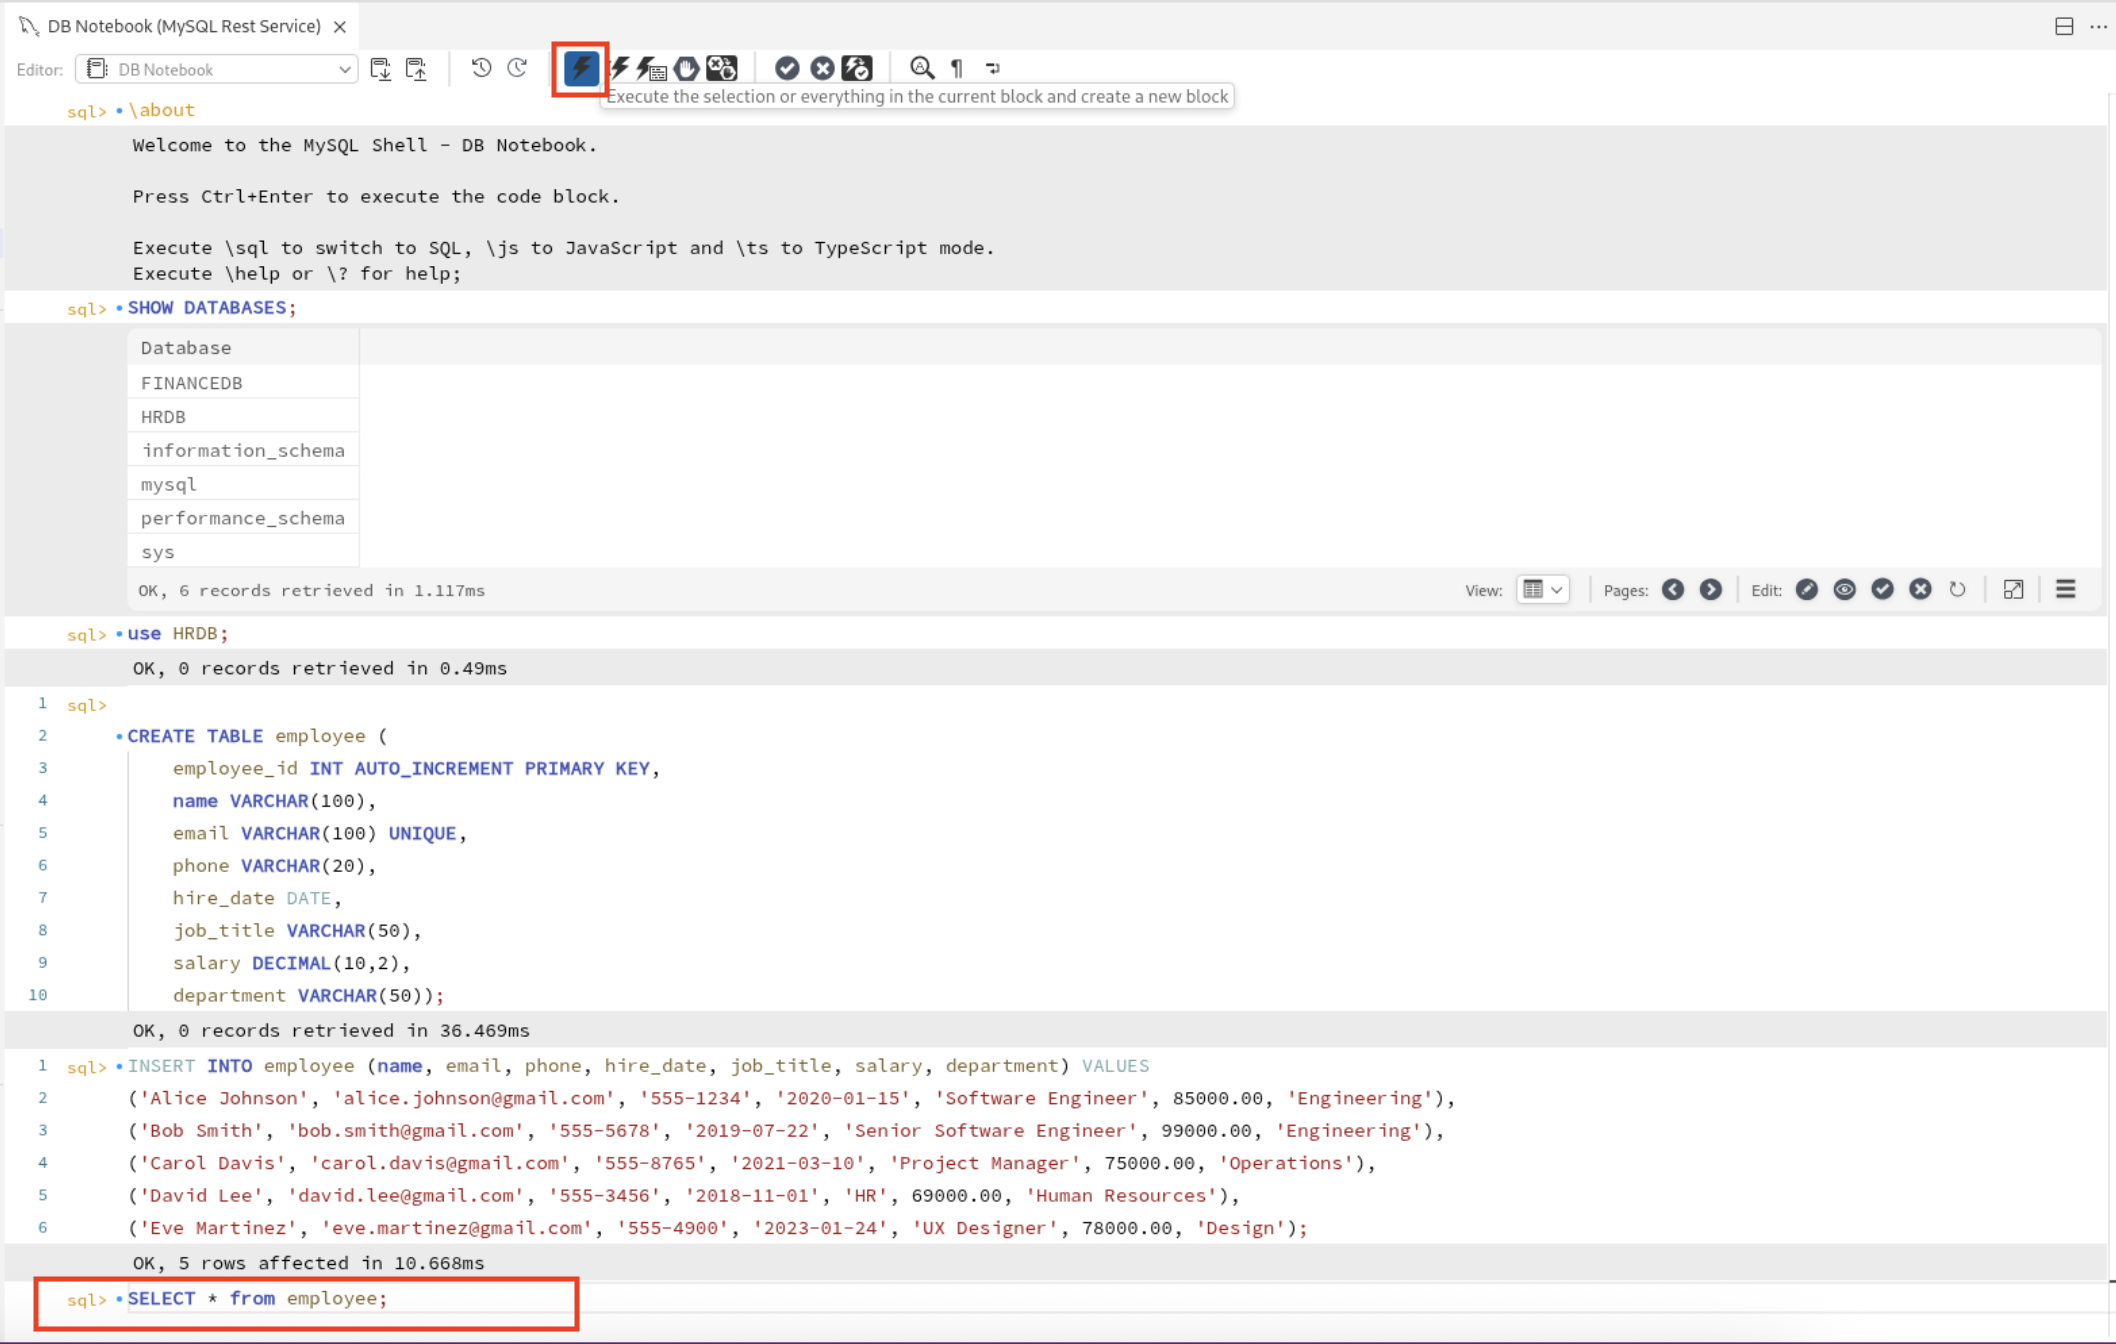 DB Notebook (MySQL Rest Service)
Editor: DB Notebook
Execute the selection or everything in the current block and create a new block
sql> \about
Welcome to the MySQL Shell - DB Notebook.
Press Ctrl+Enter to execute the code block.
Execute \sql to switch to SQL, \js to JavaScript and \ts to TypeScript mode.
Execute \help or \? for help;
sql> SHOW DATABASES;
Database
FINANCEDB
HRDB
information_schema
mysql
performance_schema
sys
OK, 6 records retrieved in 1.117ms View: Pages: Edit:
sql> use HRDB;
OK, 0 records retrieved in 0.49ms
1 sql>
2 CREATE TABLE employee (
3 employee_id INT AUTO_INCREMENT PRIMARY KEY,
4 name VARCHAR(100),
5 email VARCHAR(100) UNIQUE,
6 phone VARCHAR(20),
7 hire_date DATE,
8 job_title VARCHAR(50),
9 salary DECIMAL(10,2),
10 department VARCHAR(50));
OK, 0 records retrieved in 36.469ms
1 sql> INSERT INTO employee (name, email, phone, hire_date, job_title, salary, department) VALUES
2 ('Alice Johnson', 'alice.johnson@gmail.com', '555-1234', '2020-01-15', 'Software Engineer', 85000.00, 'Engineering'),
3 ('Bob Smith', 'bob.smith@gmail.com', '555-5678', '2019-07-22', 'Senior Software Engineer', 99000.00, 'Engineering'),
4 ('Carol Davis', 'carol.davis@gmail.com', '555-8765', '2021-03-10', 'Project Manager', 75000.00, 'Operations'),
5 ('David Lee', 'david.lee@gmail.com', '555-3456', '2018-11-01', 'HR', 69000.00, 'Human Resources'),
6 ('Eve Martinez', 'eve.martinez@gmail.com', '555-4900', '2023-01-24', 'UX Designer', 78000.00, 'Design');
OK, 5 rows affected in 10.668ms
sql> SELECT * from employee;